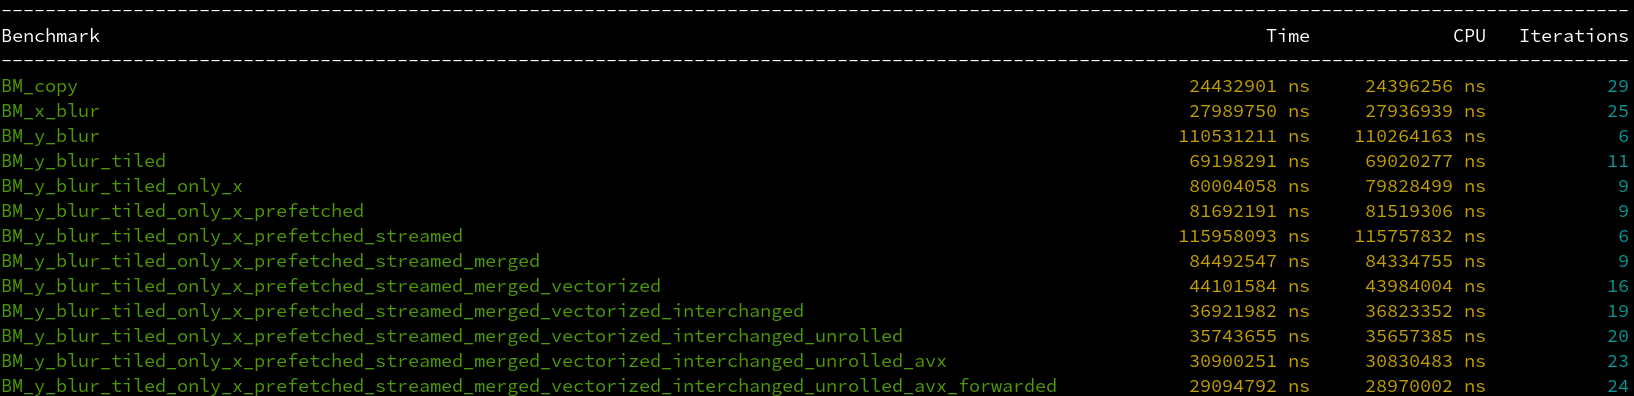 Benchmark Time CPU Iterations
BM_copy 24432901 ns 24396256 ns 29
BM_x_blur 27989750 ns 27936939 ns 25
BM_y_blur 110531211 ns 110264163 ns 6
BM_y_blur_tiled 69198291 ns 69020277 ns 11
BM_y_blur_tiled_only_x 80004058 ns 79828499 ns 9
BM_y_blur_tiled_only_x_prefetched 81692191 ns 81519306 ns 9
BM_y_blur_tiled_only_x_prefetched_streamed 115958093 ns 115757832 ns 6
BM_y_blur_tiled_only_x_prefetched_streamed_merged 84492547 ns 84334755 ns 9
BM_y_blur_tiled_only_x_prefetched_streamed_merged_vectorized 44101584 ns 43984004 ns 16
BM_y_blur_tiled_only_x_prefetched_streamed_merged_vectorized_interchanged 36921982 ns 36823352 ns 19
BM_y_blur_tiled_only_x_prefetched_streamed_merged_vectorized_interchanged_unrolled 35743655 ns 35657385 ns 20
BM_y_blur_tiled_only_x_prefetched_streamed_merged_vectorized_interchanged_unrolled_avx 30900251 ns 30830483 ns 23
BM_y_blur_tiled_only_x_prefetched_streamed_merged_vectorized_interchanged_unrolled_avx_forwarded 29094792 ns 28970002 ns 24